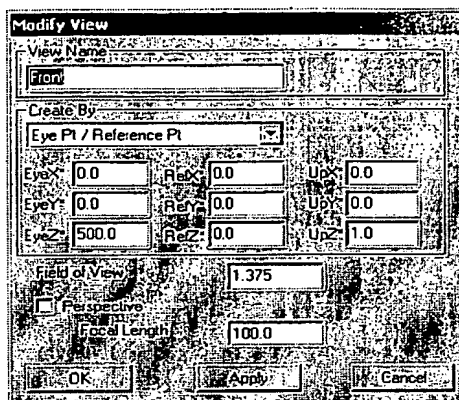 Modify View
View Name
Front
Create By
Eye Pt / Reference Pt
EyeX: 0.0 RefX: 0.0 UpX: 0.0
EyeY: 0.0 RefY: 0.0 UpY: 0.0
EyeZ: 500.0 RefZ: 0.0 UpZ: 1.0
Field of View 1.375
Perspective
Focal Length 100.0
OK Apply Cancel